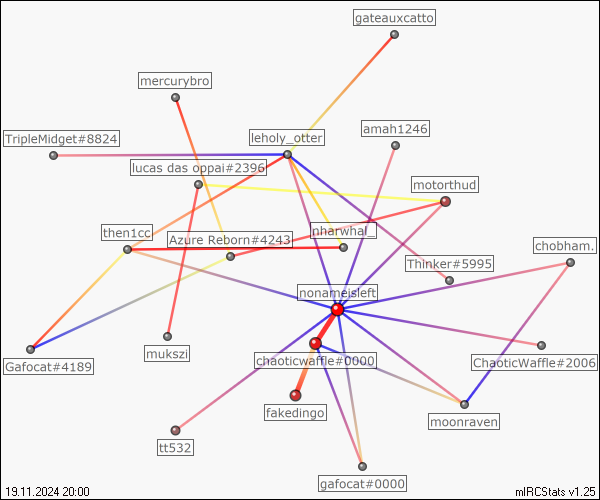 gateauxcatto
mercurybro
amah1246
TripleMidget#8824
leholy_otter
lucas das oppai#2396
motorthud
then1cc
Azure Reborn#4243
nharwhal_
chobham.
Thinker#5995
nonameisleft
Gafocat#4189
mukszi
chaoticwaffle#0000
ChaoticWaffle#2006
fakedingo
moonraven
tt532
gafocat#0000
19.11.2024 20:00
mIRCStats v1.25